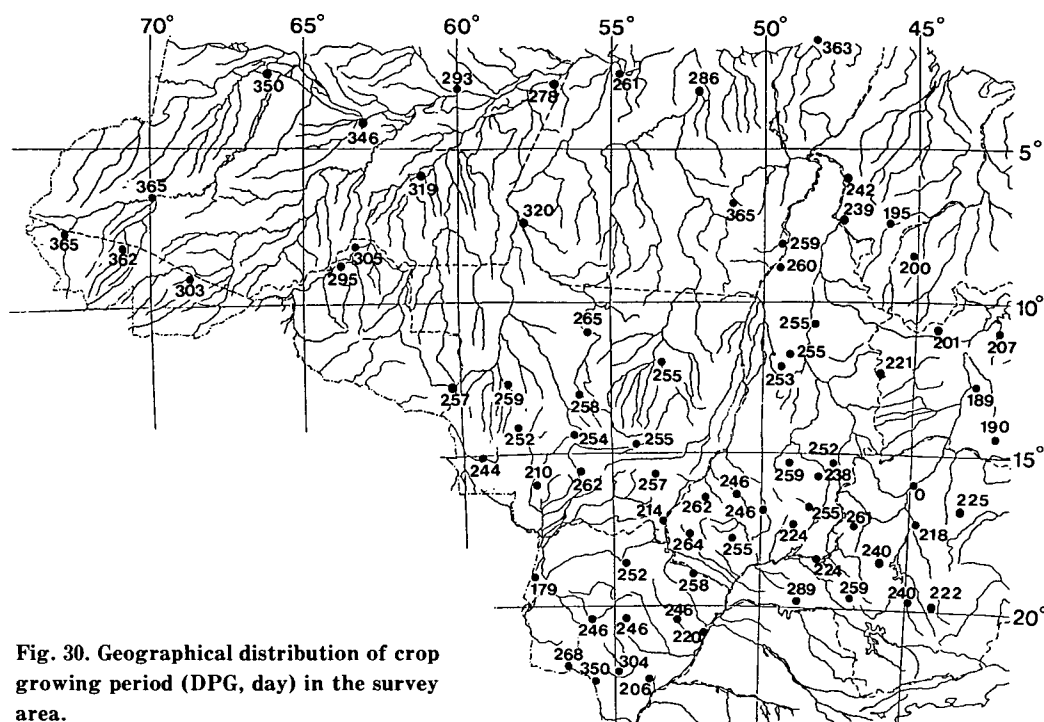 70° 65° 60° 55° 50° 45°
363
350 293 278 261 286
346
5°
365 319 365 242
320 239 195
365 362 305 259
295 260 200
303
10°
265 255 201 207
255 255
253 221
257 259 258 189
252 254 255 190
15°
244 252
210 262 257 246 259 238 0 225
214 262 246 255 261 218
264 255 224
252 258 224 240
179 289 259 240 222
20°
246 246 246 220
268 350 304 206
Fig. 30. Geographical distribution of crop
growing period (DPG, day) in the survey
area.